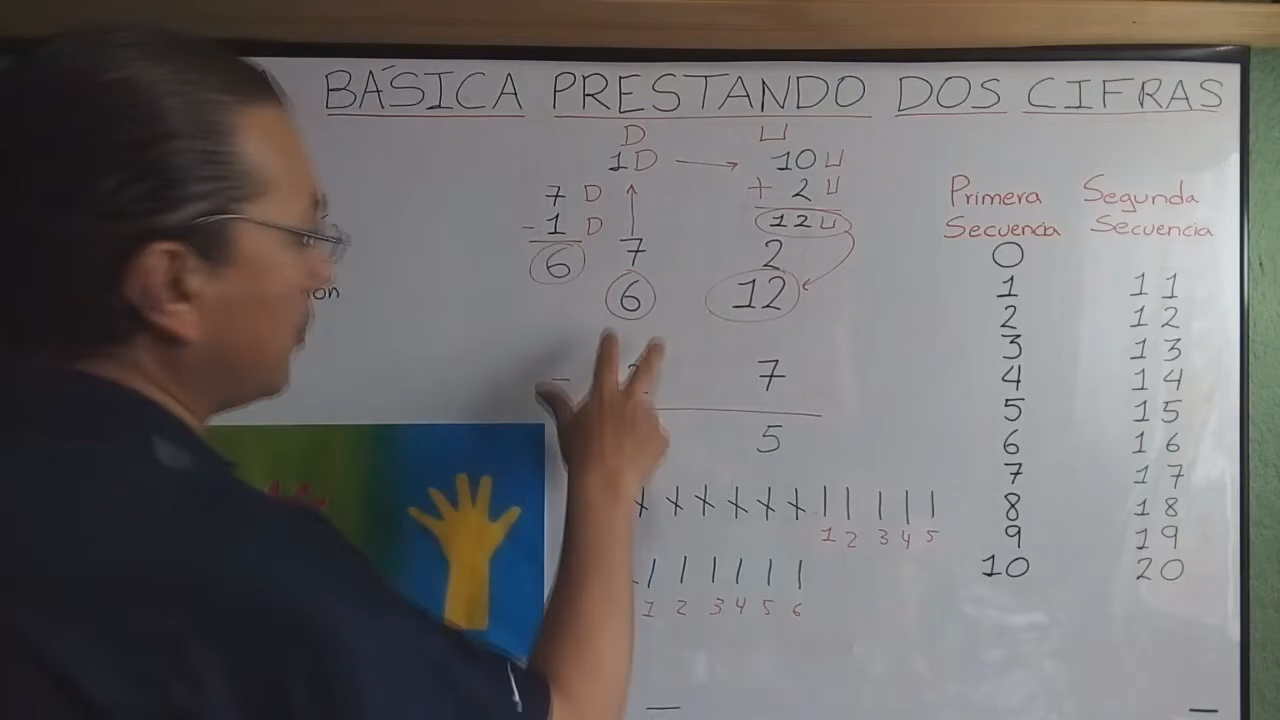 BÁSICA PRESTANDO DOS CIFRAS
D U
1D → 10U
7 D + 2 U
- 1 D 12U
6 7 2
6 12
- 7
5
1 2 3 4 5
1 2 3 4 5 6
Primera Segunda
Secuencia Secuencia
0
1 11
2 12
3 13
4 14
5 15
6 16
7 17
8 18
9 19
10 20